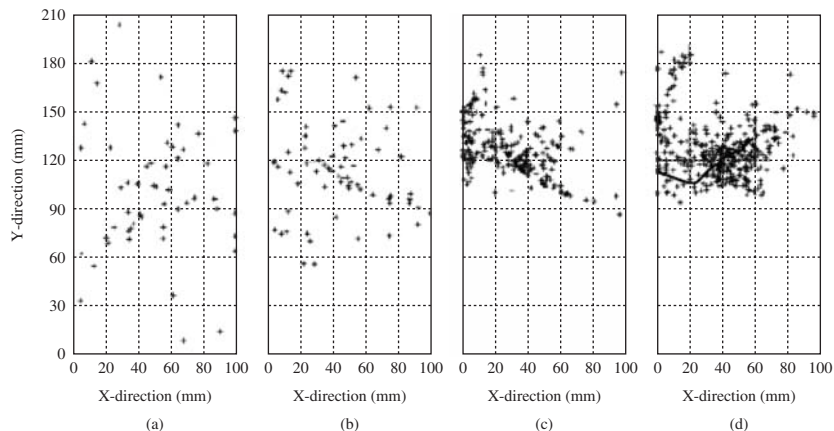 210
180
150
120
90
60
30
0
Y-direction (mm)
0 20 40 60 80 100
0 20 40 60 80 100
0 20 40 60 80 100
0 20 40 60 80 100
X-direction (mm)
X-direction (mm)
X-direction (mm)
X-direction (mm)
(a)
(b)
(c)
(d)